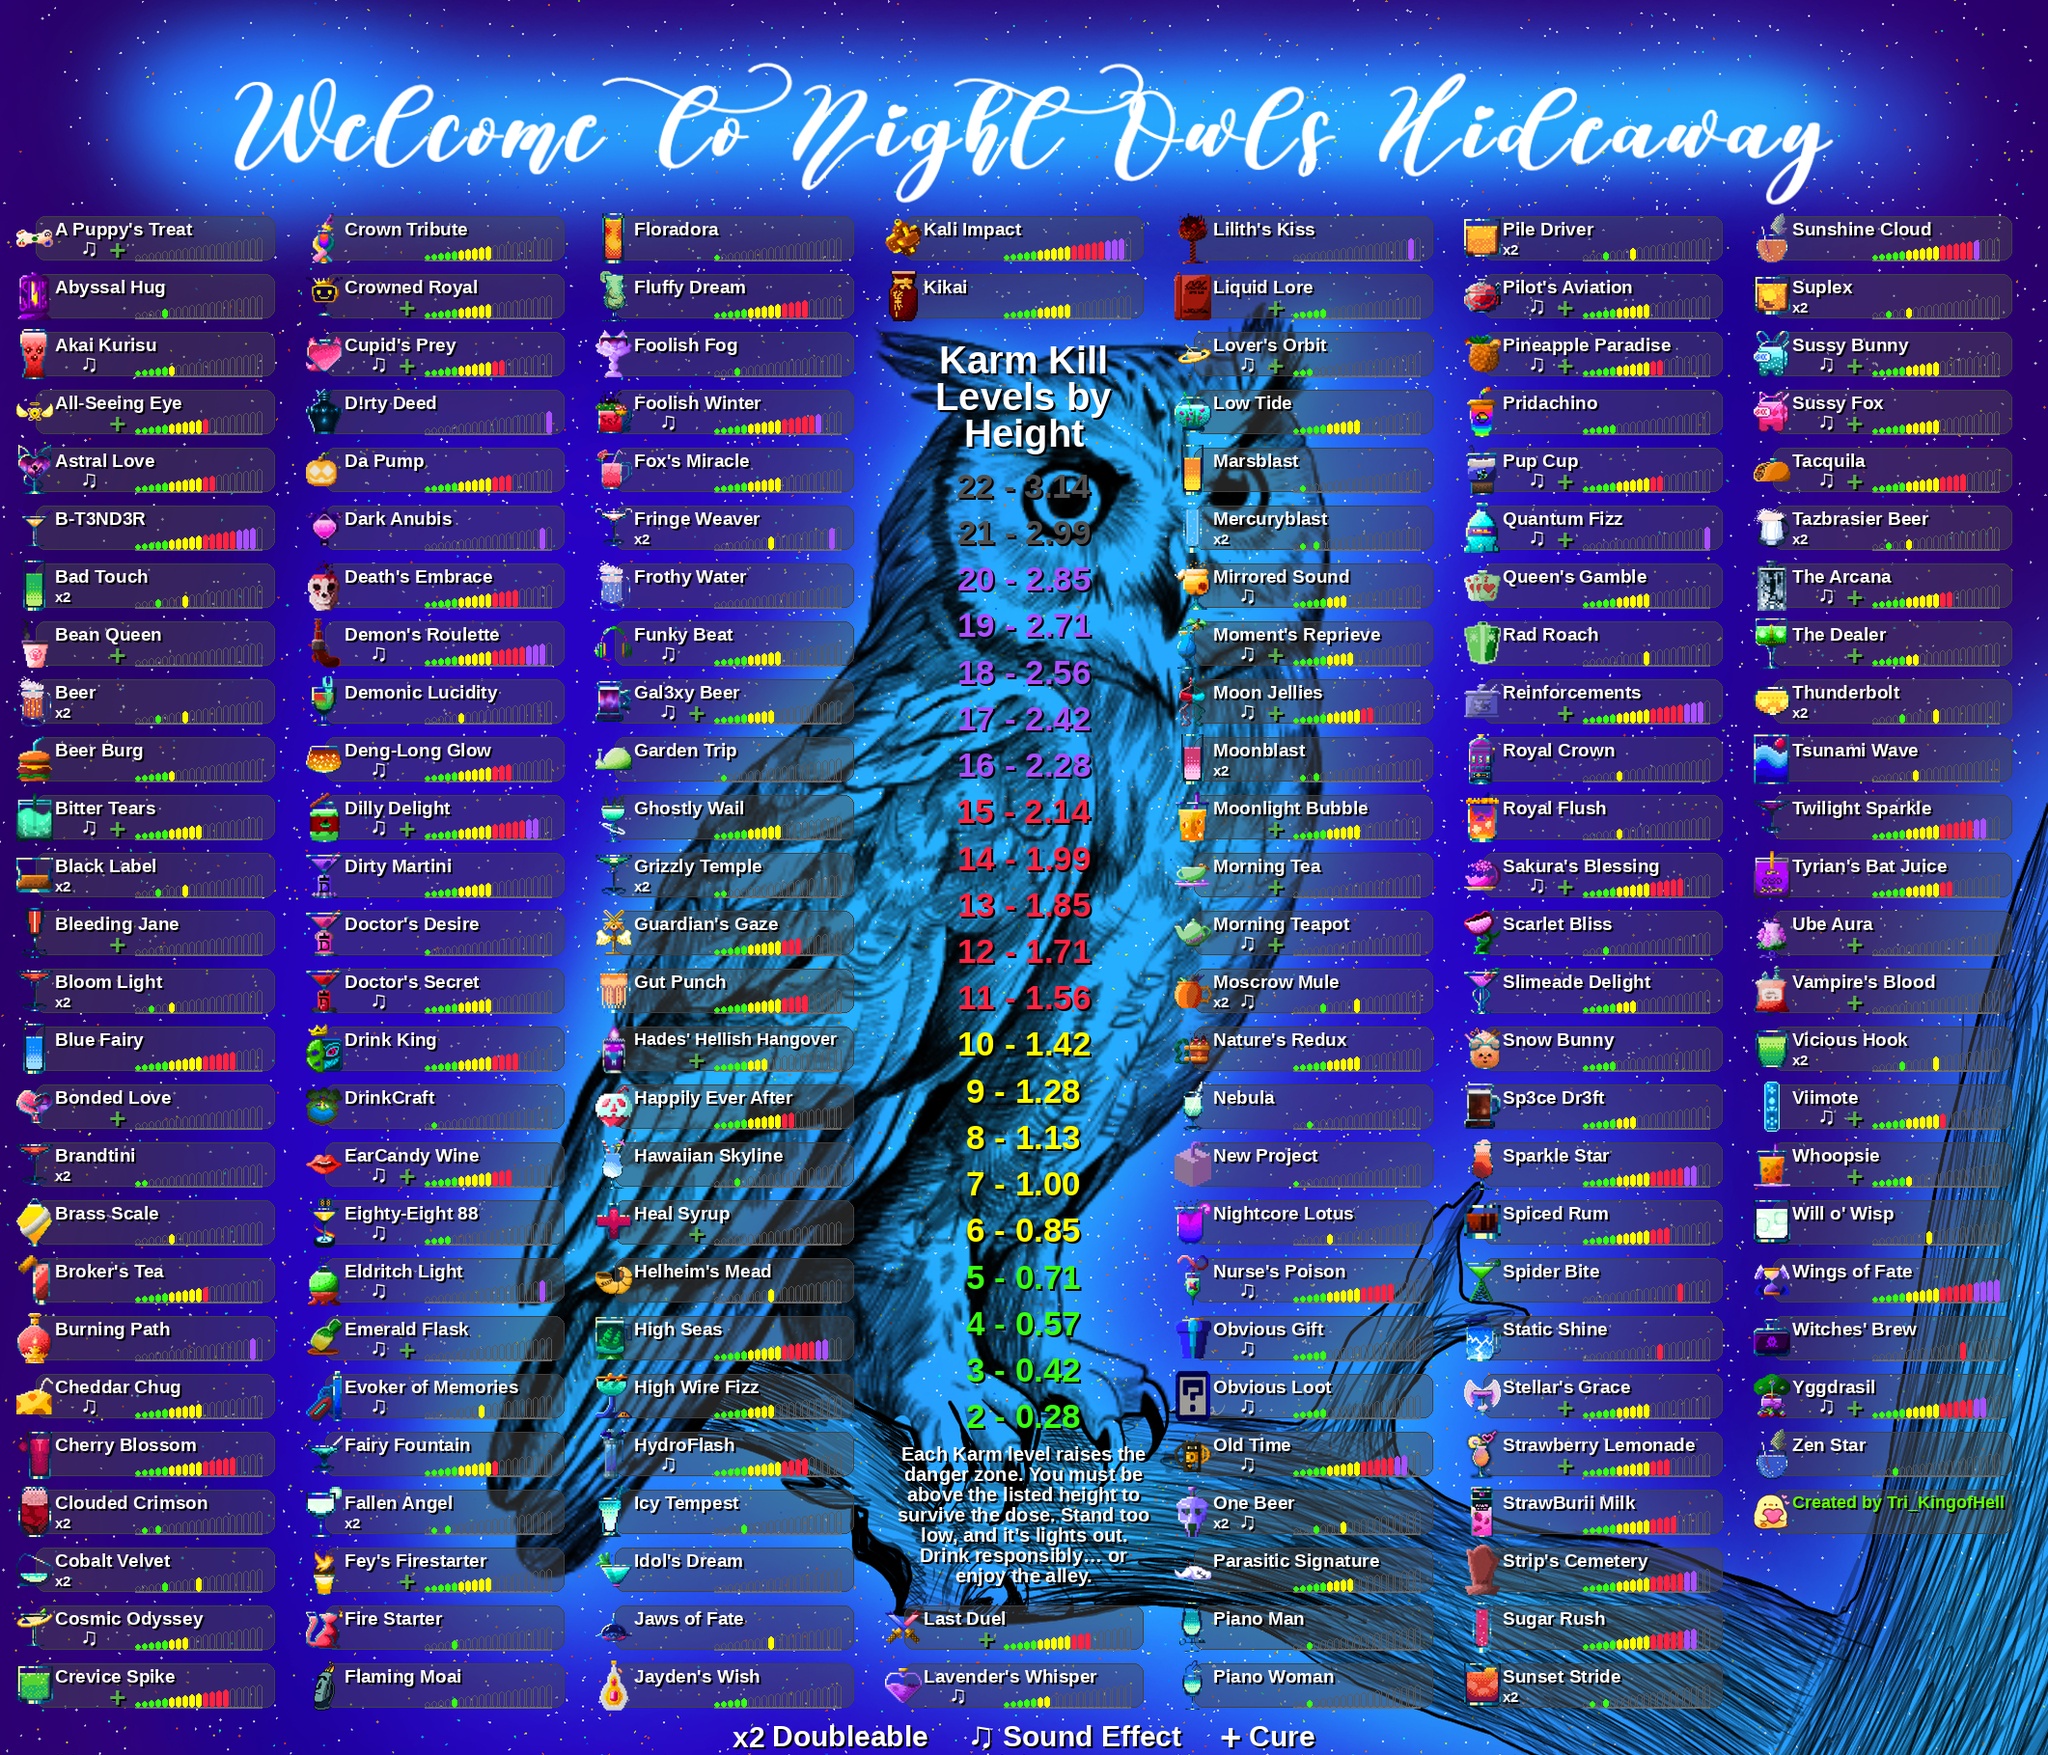 Welcome to Night Owls Hideaway
A Puppy's Treat
♫ +
Abyssal Hug
Akai Kurisu
♫
All-Seeing Eye
+
Astral Love
♫
B-T3ND3R
Bad Touch
x2
Bean Queen
+
Beer
x2
Beer Burg
Bitter Tears
♫ +
Black Label
x2
Bleeding Jane
+
Bloom Light
x2
Blue Fairy
Bonded Love
+
Brandtini
x2
Brass Scale
Broker's Tea
Burning Path
Cheddar Chug
♫
Cherry Blossom
Clouded Crimson
x2
Cobalt Velvet
x2
Cosmic Odyssey
♫
Crevice Spike
+
Crown Tribute
Crowned Royal
+
Cupid's Prey
♫ +
D!rty Deed
Da Pump
Dark Anubis
Death's Embrace
Demon's Roulette
♫
Demonic Lucidity
Deng-Long Glow
♫
Dilly Delight
♫ +
Dirty Martini
Doctor's Desire
Doctor's Secret
♫
Drink King
DrinkCraft
EarCandy Wine
♫ +
Eighty-Eight 88
♫
Eldritch Light
♫
Emerald Flask
♫ +
Evoker of Memories
♫
Fairy Fountain
Fallen Angel
x2
Fey's Firestarter
+
Fire Starter
Flaming Moai
Floradora
Fluffy Dream
Foolish Fog
Foolish Winter
♫
Fox's Miracle
Fringe Weaver
x2
Frothy Water
Funky Beat
♫
Gal3xy Beer
♫ +
Garden Trip
Ghostly Wail
Grizzly Temple
x2
Guardian's Gaze
Gut Punch
Hades' Hellish Hangover
+
Happily Ever After
Hawaiian Skyline
Heal Syrup
+
Helheim's Mead
High Seas
High Wire Fizz
HydroFlash
♫
Icy Tempest
Idol's Dream
Jaws of Fate
Jayden's Wish
Kali Impact
Kikai
Karm Kill
Levels by
Height
22 - 3.14
21 - 2.99
20 - 2.85
19 - 2.71
18 - 2.56
17 - 2.42
16 - 2.28
15 - 2.14
14 - 1.99
13 - 1.85
12 - 1.71
11 - 1.56
10 - 1.42
9 - 1.28
8 - 1.13
7 - 1.00
6 - 0.85
5 - 0.71
4 - 0.57
3 - 0.42
2 - 0.28
Each Karm level raises the
danger zone. You must be
above the listed height to
survive the dose. Stand too
low, and it's lights out.
Drink responsibly... or
enjoy the alley.
Last Duel
+
Lavender's Whisper
♫
Lilith's Kiss
Liquid Lore
+
Lover's Orbit
♫ +
Low Tide
Marsblast
Mercuryblast
x2
Mirrored Sound
♫
Moment's Reprieve
♫ +
Moon Jellies
♫ +
Moonblast
x2
Moonlight Bubble
+
Morning Tea
+
Morning Teapot
♫ +
Moscrow Mule
x2 ♫
Nature's Redux
Nebula
New Project
Nightcore Lotus
Nurse's Poison
♫
Obvious Gift
♫
Obvious Loot
♫
Old Time
♫
One Beer
x2 ♫
Parasitic Signature
Piano Man
Piano Woman
Pile Driver
x2
Pilot's Aviation
♫ +
Pineapple Paradise
♫ +
Pridachino
Pup Cup
♫ +
Quantum Fizz
♫ +
Queen's Gamble
Rad Roach
Reinforcements
+
Royal Crown
Royal Flush
Sakura's Blessing
♫ +
Scarlet Bliss
Slimeade Delight
Snow Bunny
Sp3ce Dr3ft
Sparkle Star
Spiced Rum
Spider Bite
Static Shine
Stellar's Grace
+
Strawberry Lemonade
+
StrawBurii Milk
Strip's Cemetery
Sugar Rush
Sunset Stride
x2
Sunshine Cloud
Suplex
x2
Sussy Bunny
♫ +
Sussy Fox
♫ +
Tacquila
+
Tazbrasier Beer
x2
The Arcana
♫ +
The Dealer
+
Thunderbolt
x2
Tsunami Wave
Twilight Sparkle
Tyrian's Bat Juice
Ube Aura
+
Vampire's Blood
+
Vicious Hook
x2
Viimote
♫ +
Whoopsie
+
Will o' Wisp
Wings of Fate
Witches' Brew
Yggdrasil
♫ +
Zen Star
Created by Tri_KingofHell
x2 Doubleable ♫ Sound Effect + Cure